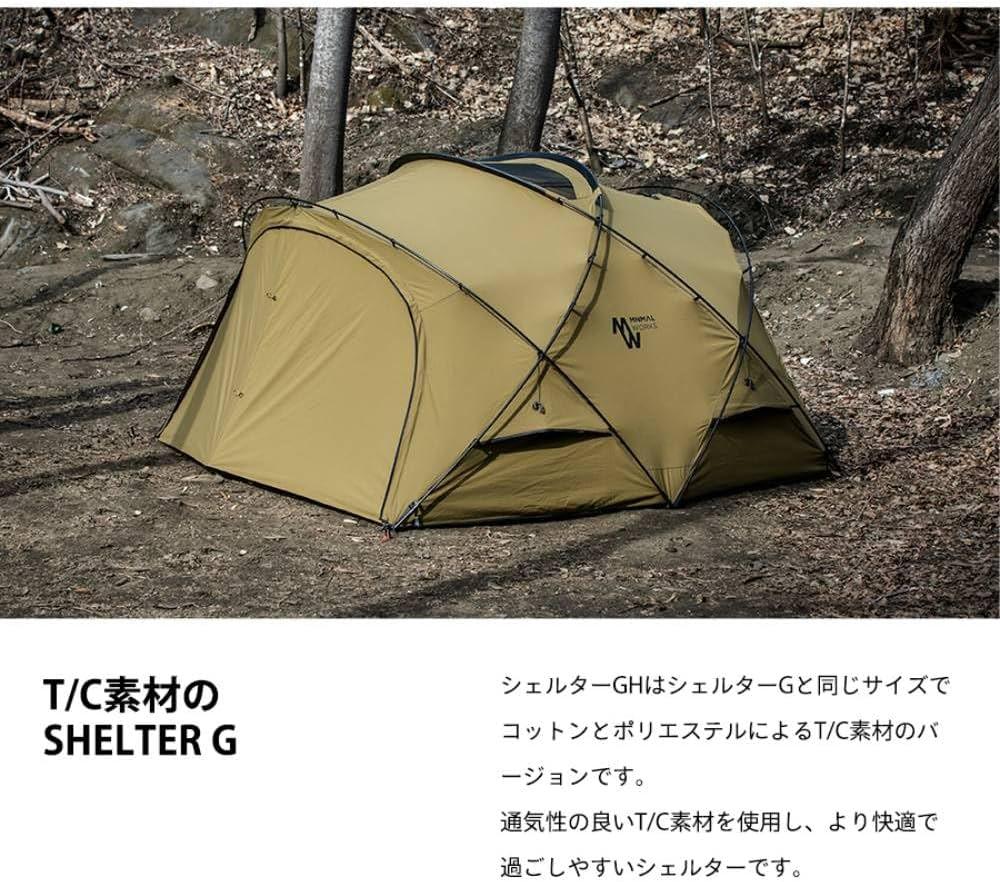 MNMAL
WORKS
T/C素材の
SHELTER G
シェルターGHはシェルターGと同じサイズで
コットンとポリエステルによるT/C素材のバ
ージョンです。
通気性の良いT/C素材を使用し、より快適で
過ごしやすいシェルターです。